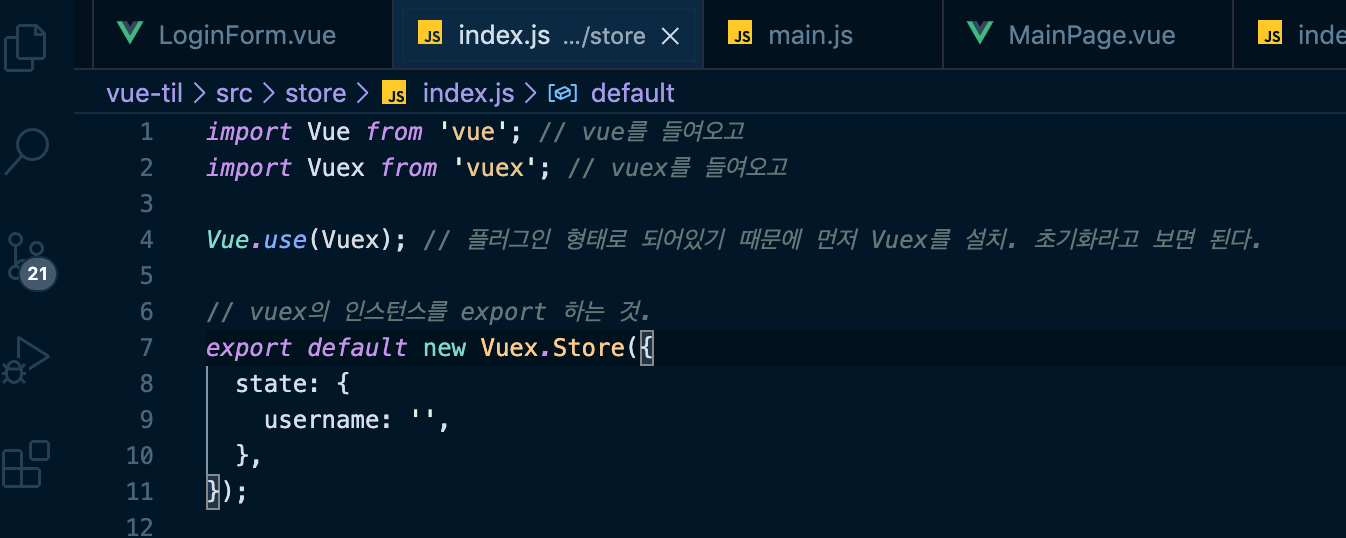 LoginForm.vue JS index.js .../store × JS main.js MainPage.vue JS inde
vue-til > src > store > JS index.js > default
1 import Vue from 'vue'; // vue를 들여오고
2 import Vuex from 'vuex'; // vuex를 들여오고
3
4 Vue.use(Vuex); // 플러그인 형태로 되어있기 때문에 먼저 Vuex를 설치. 초기화라고 보면 된다.
5
6 // vuex의 인스턴스를 export 하는 것.
7 export default new Vuex.Store({
8 state: {
9 username: '',
10 },
11 });
12
21